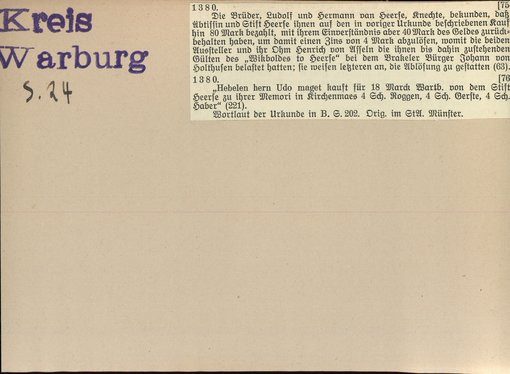 Kreis
Warburg
S. 24
1380. [75
Die Brüder, Ludolf und Hermann van Heerse, Knechte, bekunden, daß
Äbtissin und Stift Heerse ihnen auf den in voriger Urkunde beschriebenen Kauf
hin 80 Mark bezahlt, mit ihrem Einverständnis aber 40 Mark des Geldes zurück-
behalten haben, um damit einen Zins von 4 Mark abzulösen, womit die beiden
Aussteller und ihr Ohm Henrich von Asseln die ihnen bis dahin zustehenden
Gülten des „Wikboldes to Heerse“ bei dem Brakeler Bürger Johann von
Holthusen belastet hatten; sie weisen letzteren an, die Ablösung zu gestatten (63).
1380. [76
„Hebelen hern Udo maget kauft für 18 Marck Wartb. von dem Stift
Heerse zu ihrer Memori in Kirchenmaes 4 Sch. Roggen, 4 Sch. Gerste, 4 Sch.
Haber“ (221).
Wortlaut der Urkunde in B. S. 202. Orig. im StA. Münster.